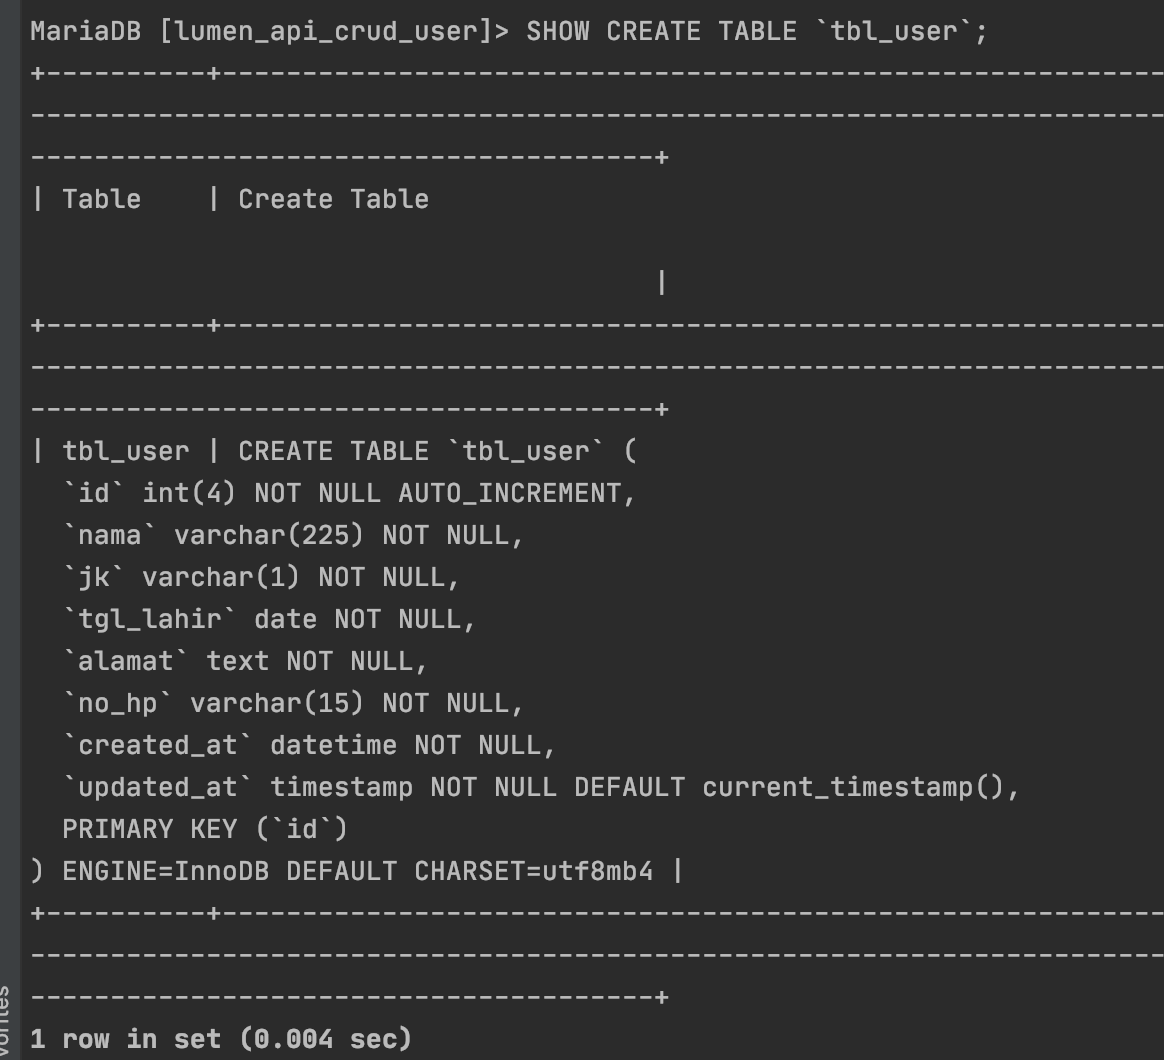 MariaDB [lumen_api_crud_user]> SHOW CREATE TABLE `tbl_user`;
+----------+-----------------------------------------------------------
-----------------------------------------------------------------------
---------------------------------------+
| Table    | Create Table
|
+----------+-----------------------------------------------------------
-----------------------------------------------------------------------
---------------------------------------+
| tbl_user | CREATE TABLE `tbl_user` (
  `id` int(4) NOT NULL AUTO_INCREMENT,
  `nama` varchar(225) NOT NULL,
  `jk` varchar(1) NOT NULL,
  `tgl_lahir` date NOT NULL,
  `alamat` text NOT NULL,
  `no_hp` varchar(15) NOT NULL,
  `created_at` datetime NOT NULL,
  `updated_at` timestamp NOT NULL DEFAULT current_timestamp(),
  PRIMARY KEY (`id`)
) ENGINE=InnoDB DEFAULT CHARSET=utf8mb4 |
+----------+-----------------------------------------------------------
-----------------------------------------------------------------------
---------------------------------------+
1 row in set (0.004 sec)